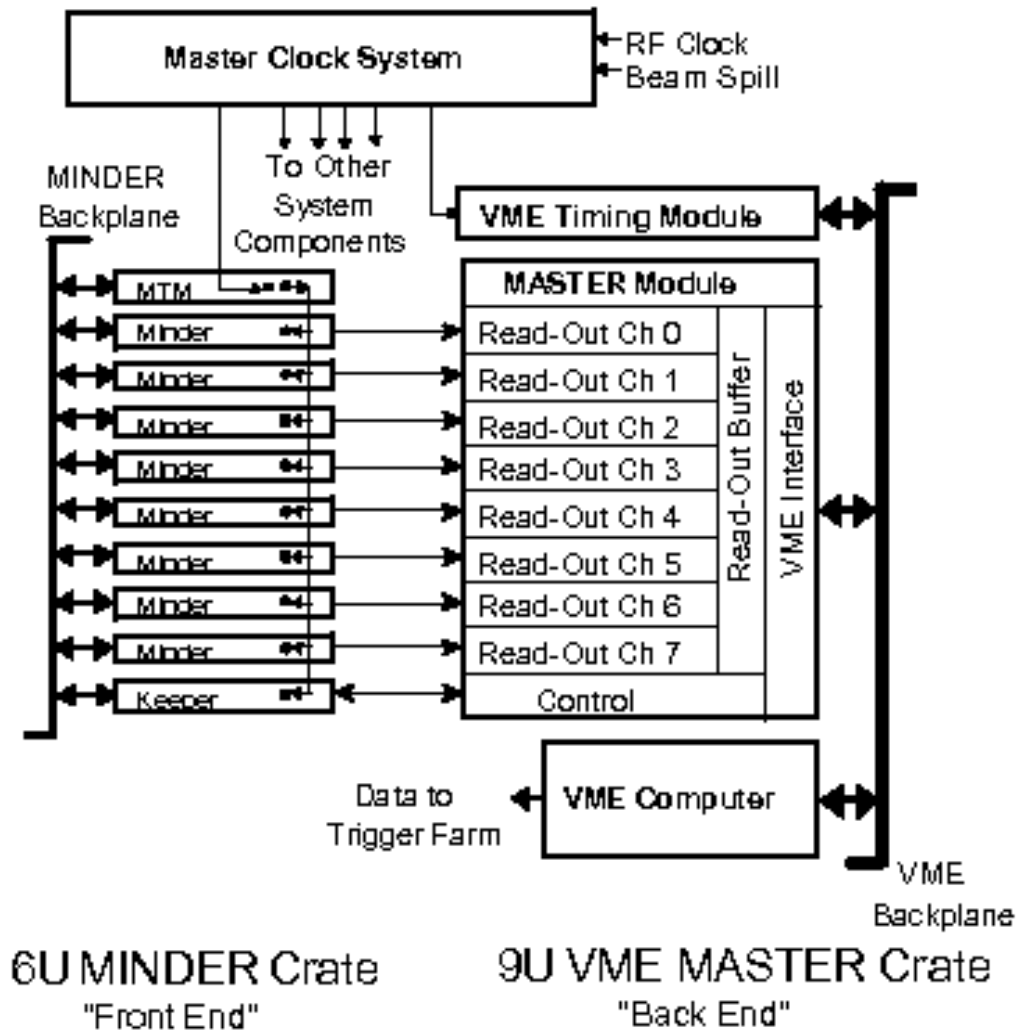 Master Clock System
RF Clock
Beam Spill
To Other
System
Components
MINDER
Backplane
VME Timing Module
MTM
Minder
Minder
Minder
Minder
Minder
Minder
Minder
Minder
Keeper
MASTER Module
Read-Out Ch 0
Read-Out Ch 1
Read-Out Ch 2
Read-Out Ch 3
Read-Out Ch 4
Read-Out Ch 5
Read-Out Ch 6
Read-Out Ch 7
Control
Read-Out Buffer
VME Interface
Data to
Trigger Farm
VME Computer
VME
Backplane
6U MINDER Crate
"Front End"
9U VME MASTER Crate
"Back End"